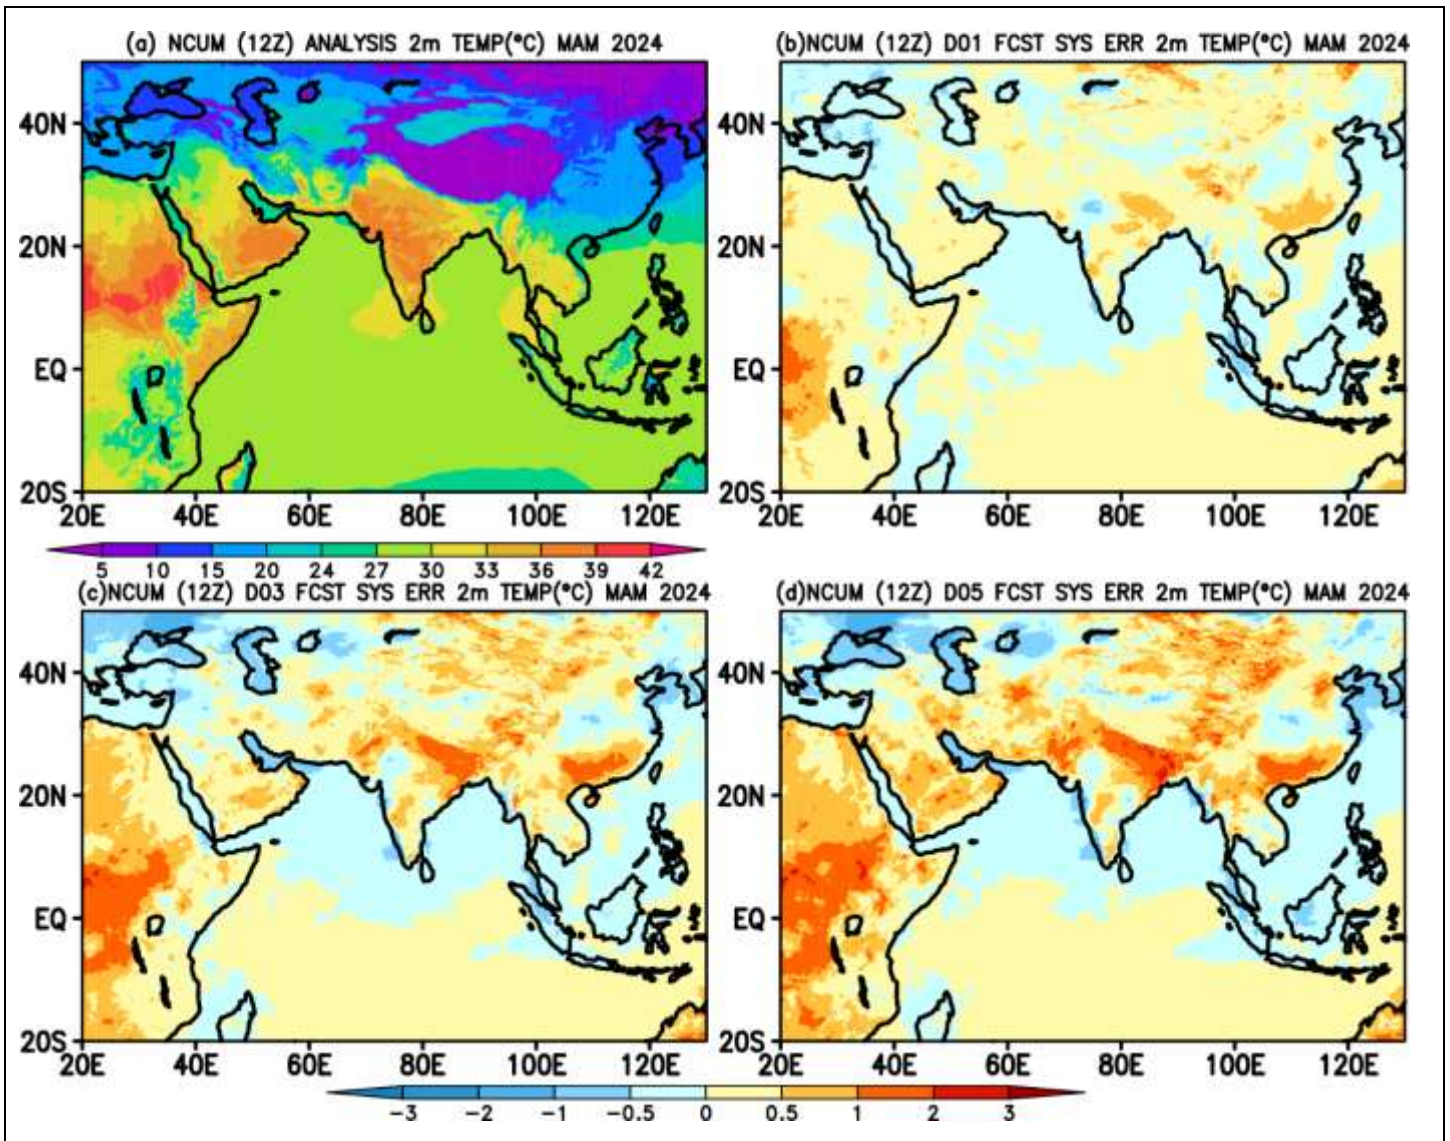 (a) NCUM (12Z) ANALYSIS 2m TEMP(°C) MAM 2024
40N
20N
EQ
20S
20E 40E 60E 80E 100E 120E
5 10 15 20 24 27 30 33 36 39 42
(b)NCUM (12Z) D01 FCST SYS ERR 2m TEMP(°C) MAM 2024
40N
20N
EQ
20S
20E 40E 60E 80E 100E 120E
(c)NCUM (12Z) D03 FCST SYS ERR 2m TEMP(°C) MAM 2024
40N
20N
EQ
20S
20E 40E 60E 80E 100E 120E
(d)NCUM (12Z) D05 FCST SYS ERR 2m TEMP(°C) MAM 2024
40N
20N
EQ
20S
20E 40E 60E 80E 100E 120E
−3 −2 −1 −0.5 0 0.5 1 2 3